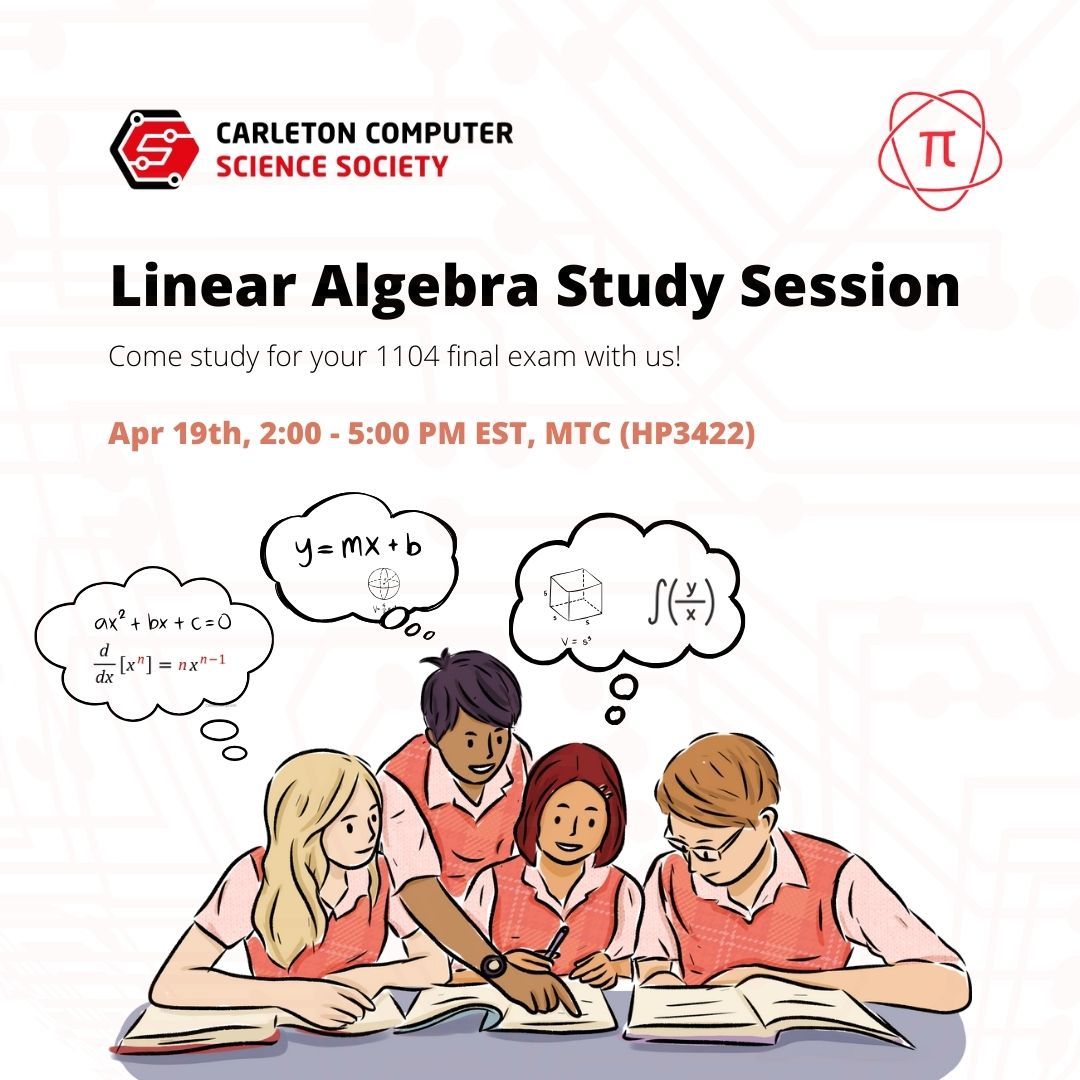 CARLETON COMPUTER
SCIENCE SOCIETY
π
Linear Algebra Study Session
Come study for your 1104 final exam with us!
Apr 19th, 2:00 - 5:00 PM EST, MTC (HP3422)
y = mx + b
ax² + bx + c = 0
d/dx [xⁿ] = nxⁿ⁻¹
s
s
s
V = s³
∫(y/x)